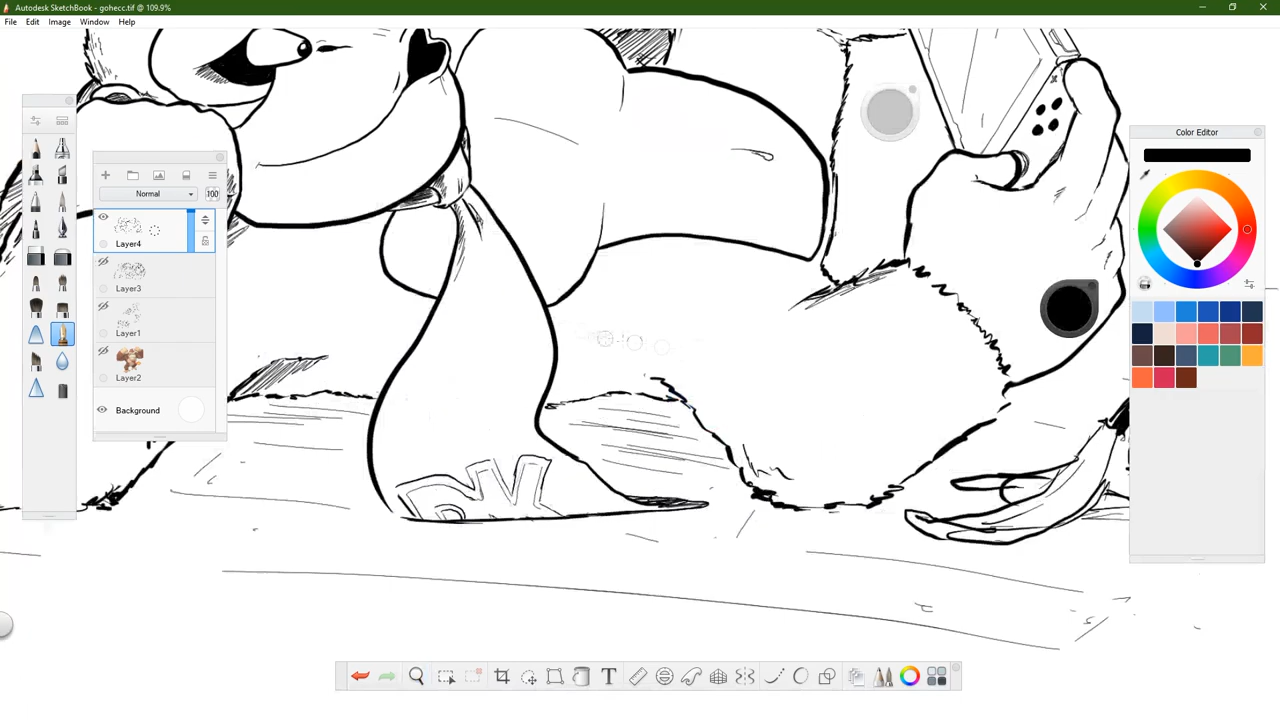 Autodesk SketchBook - gohecc.tif @ 109.9%
File Edit Image Window Help
Normal
100
Layer4
Layer3
Layer1
Layer2
Background
Color Editor
T